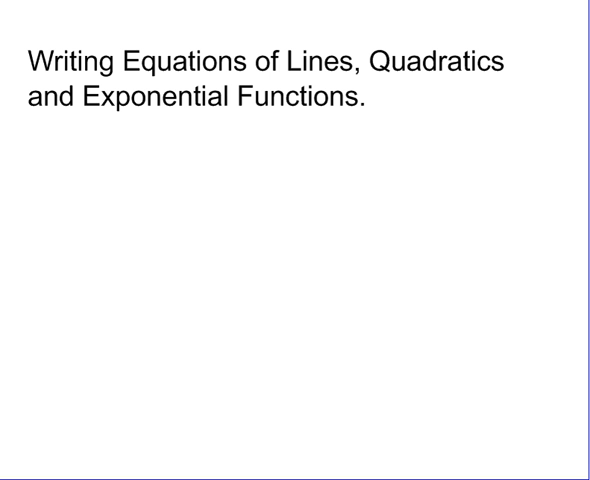 Writing Equations of Lines, Quadratics
and Exponential Functions.